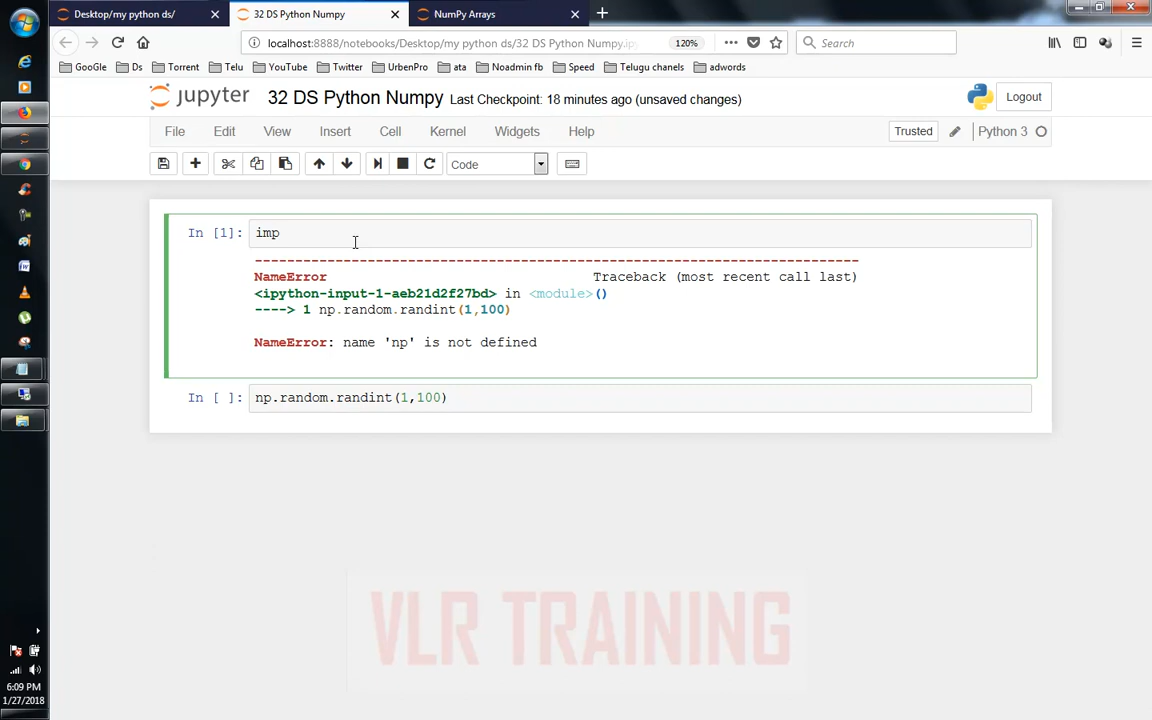 Desktop/my python ds/
32 DS Python Numpy
NumPy Arrays
localhost:8888/notebooks/Desktop/my python ds/32 DS Python Numpy.ip
120%
Search
GooGle
Ds
Torrent
Telu
YouTube
Twitter
UrbenPro
ata
Noadmin fb
Speed
Telugu chanels
adwords
jupyter
32 DS Python Numpy Last Checkpoint: 18 minutes ago (unsaved changes)
Logout
File Edit View Insert Cell Kernel Widgets Help
Trusted
Python 3
Code
In [1]: imp
---------------------------------------------------------------------------
NameError Traceback (most recent call last)
<ipython-input-1-aeb21d2f27bd> in <module>()
----> 1 np.random.randint(1,100)
NameError: name 'np' is not defined
In [ ]: np.random.randint(1,100)
VLR TRAINING
6:09 PM
1/27/2018